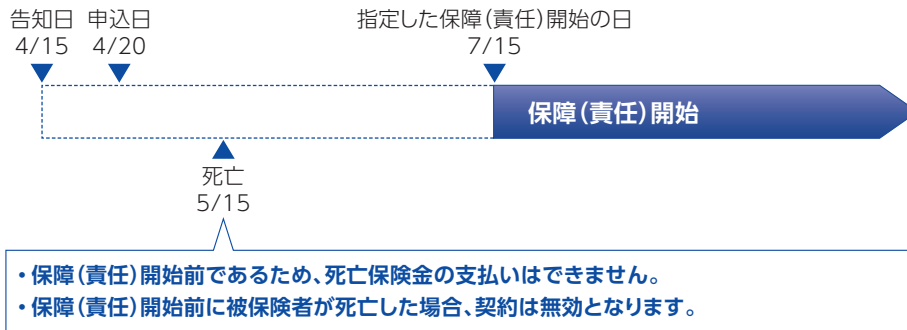 告知日 申込日 指定した保障(責任)開始の日
4/15 4/20 7/15
保障(責任)開始
死亡
5/15
・保障(責任)開始前であるため、死亡保険金の支払いはできません。
・保障(責任)開始前に被保険者が死亡した場合、契約は無効となります。